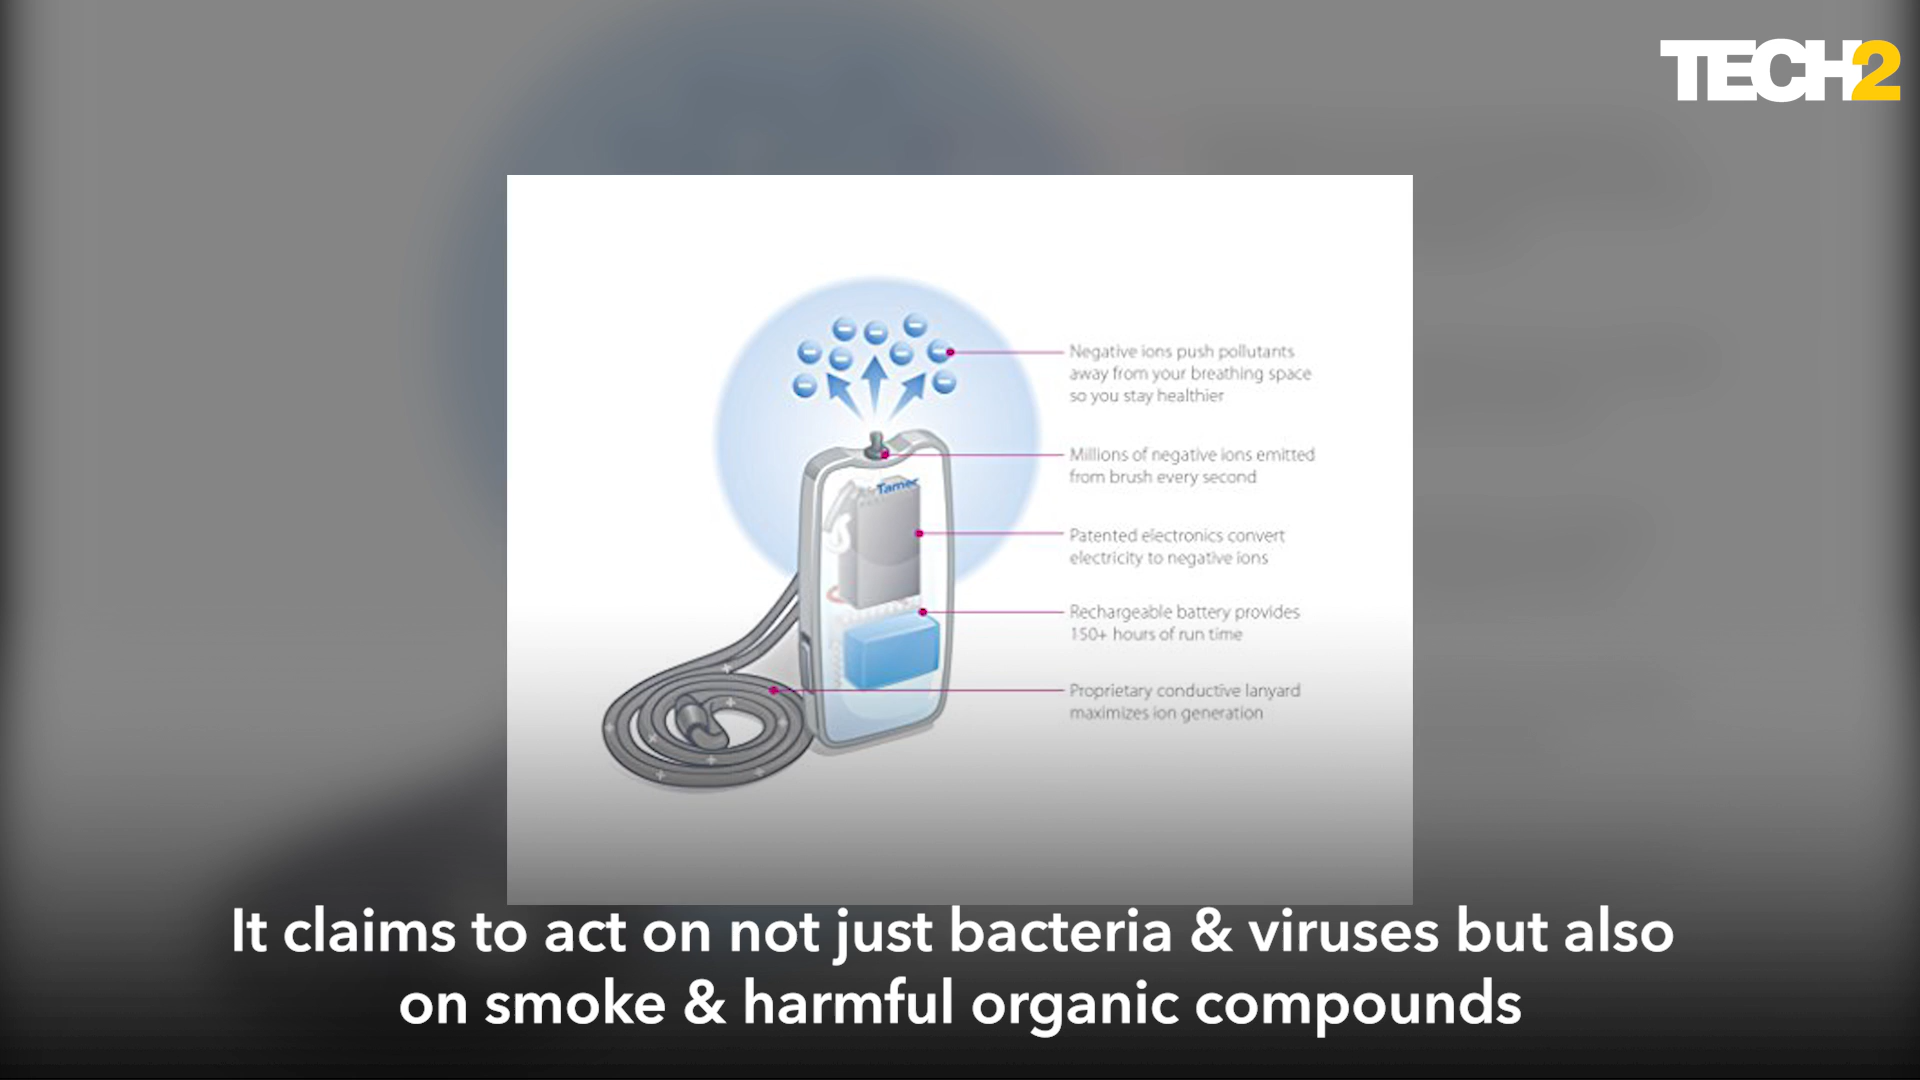 TECH2
Negative ions push pollutants
away from your breathing space
so you stay healthier
Millions of negative ions emitted
from brush every second
Tamer
Patented electronics convert
electricity to negative ions
Rechargeable battery provides
150+ hours of run time
Proprietary conductive lanyard
maximizes ion generation
It claims to act on not just bacteria & viruses but also
on smoke & harmful organic compounds